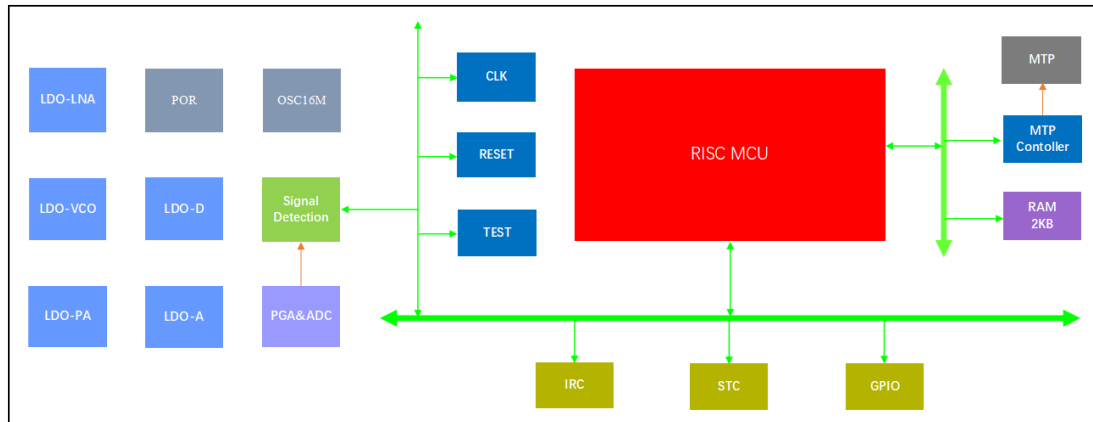 LDO-LNA
POR
OSC16M
CLK
RISC MCU
MTP
MTP
Contoller
RESET
LDO-VCO
LDO-D
Signal
Detection
TEST
RAM
2KB
LDO-PA
LDO-A
PGA&ADC
IRC
STC
GPIO